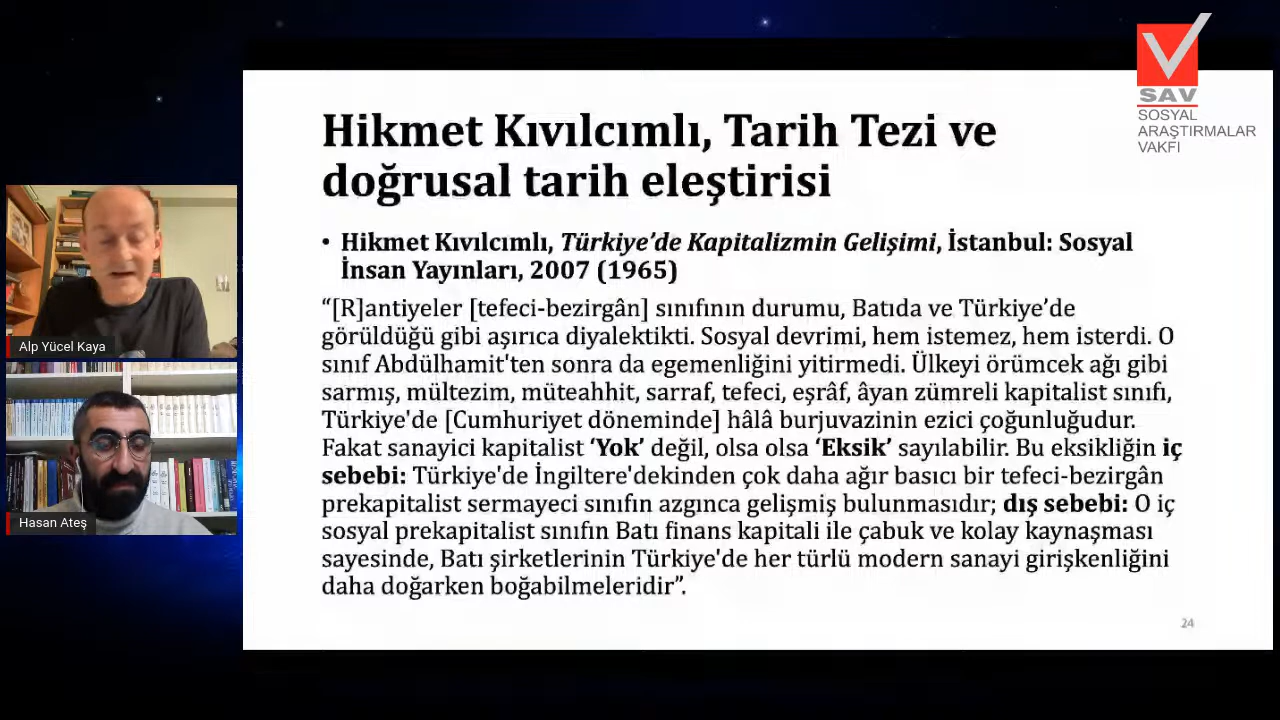 Hikmet Kıvılcımlı, Tarih Tezi ve
doğrusal tarih eleştirisi
• Hikmet Kıvılcımlı, Türkiye’de Kapitalizmin Gelişimi, İstanbul: Sosyal
İnsan Yayınları, 2007 (1965)
“[R]antiyeler [tefeci-bezirgân] sınıfının durumu, Batıda ve Türkiye’de
görüldüğü gibi aşırıca diyalektikti. Sosyal devrimi, hem istemez, hem isterdi. O
sınıf Abdülhamit'ten sonra da egemenliğini yitirmedi. Ülkeyi örümcek ağı gibi
sarmış, mültezim, müteahhit, sarraf, tefeci, eşrâf, âyan zümreli kapitalist sınıfı,
Türkiye'de [Cumhuriyet döneminde] hâlâ burjuvazinin ezici çoğunluğudur.
Fakat sanayici kapitalist ‘Yok’ değil, olsa olsa ‘Eksik’ sayılabilir. Bu eksikliğin iç
sebebi: Türkiye'de İngiltere'dekinden çok daha ağır basıcı bir tefeci-bezirgân
prekapitalist sermayeci sınıfın azgınca gelişmiş bulunmasıdır; dış sebebi: O iç
sosyal prekapitalist sınıfın Batı finans kapitali ile çabuk ve kolay kaynaşması
sayesinde, Batı şirketlerinin Türkiye'de her türlü modern sanayi girişkenliğini
daha doğarken boğabilmeleridir”.
24
SAV
SOSYAL
ARAŞTIRMALAR
VAKFI
Alp Yücel Kaya
Hasan Ateş